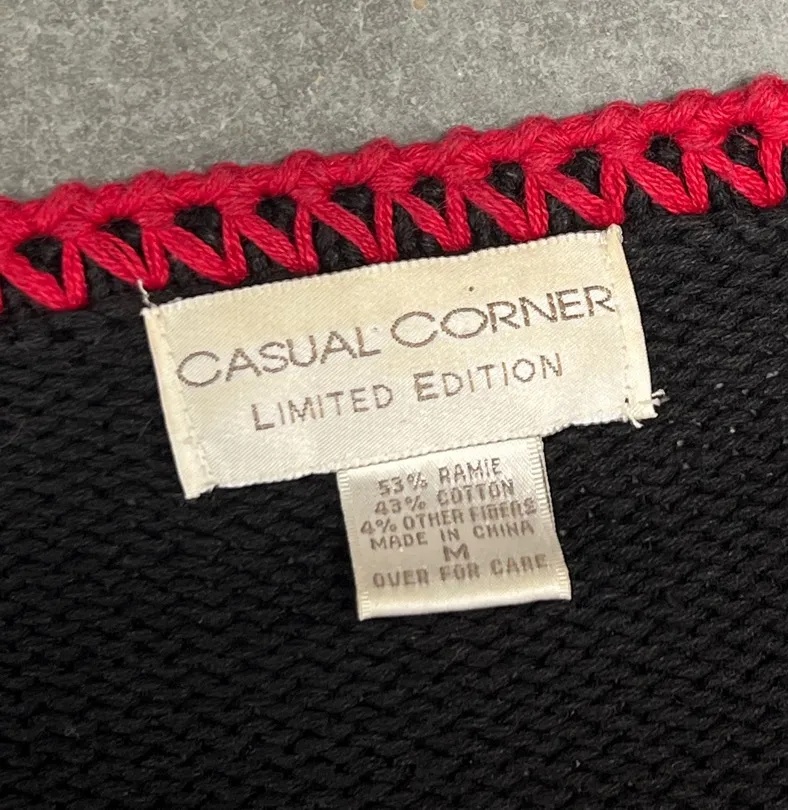 CASUAL CORNER
LIMITED EDITION
53% RAMIE
43% COTTON
4% OTHER FIBERS
MADE IN CHINA
M
OVER FOR CARE